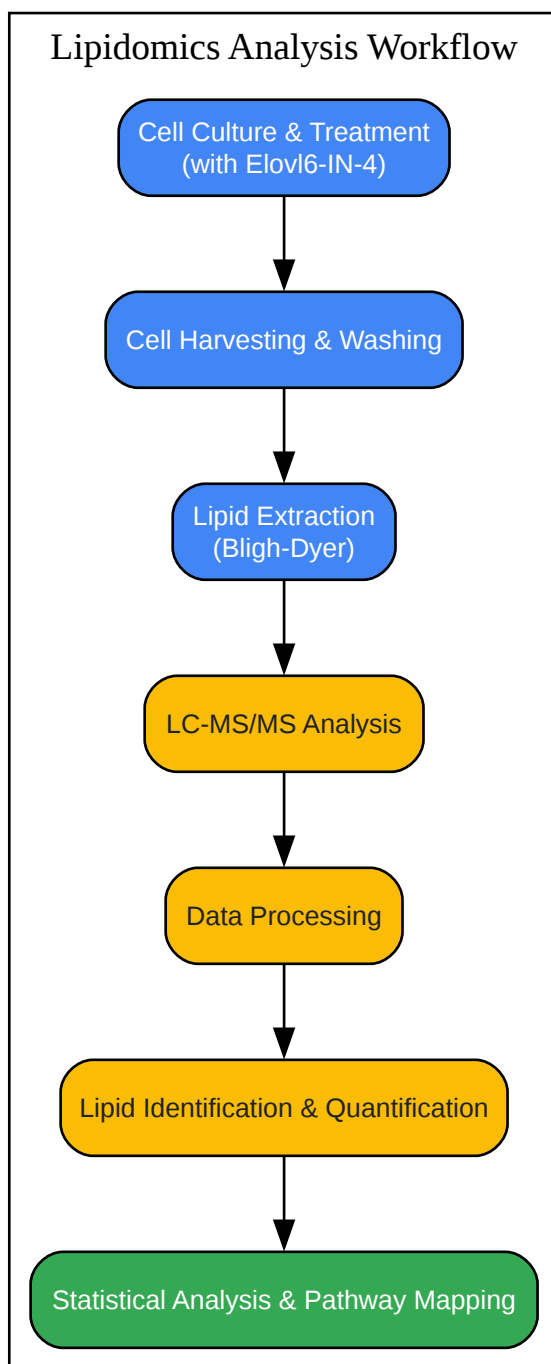 Lipidomics Analysis Workflow
Cell Culture & Treatment
(with Elovl6-IN-4)
Cell Harvesting & Washing
Lipid Extraction
(Bligh-Dyer)
LC-MS/MS Analysis
Data Processing
Lipid Identification & Quantification
Statistical Analysis & Pathway Mapping